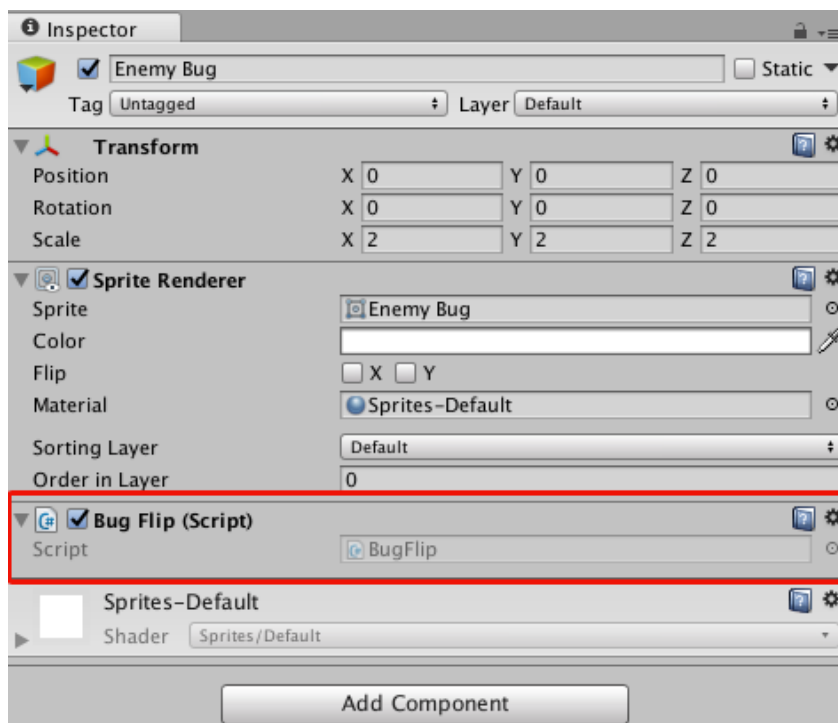 Inspector
Enemy Bug Static
Tag Untagged Layer Default
Transform
Position X 0 Y 0 Z 0
Rotation X 0 Y 0 Z 0
Scale X 2 Y 2 Z 2
Sprite Renderer
Sprite Enemy Bug
Color
Flip X Y
Material Sprites-Default
Sorting Layer Default
Order in Layer 0
Bug Flip (Script)
Script BugFlip
Sprites-Default
Shader Sprites/Default
Add Component